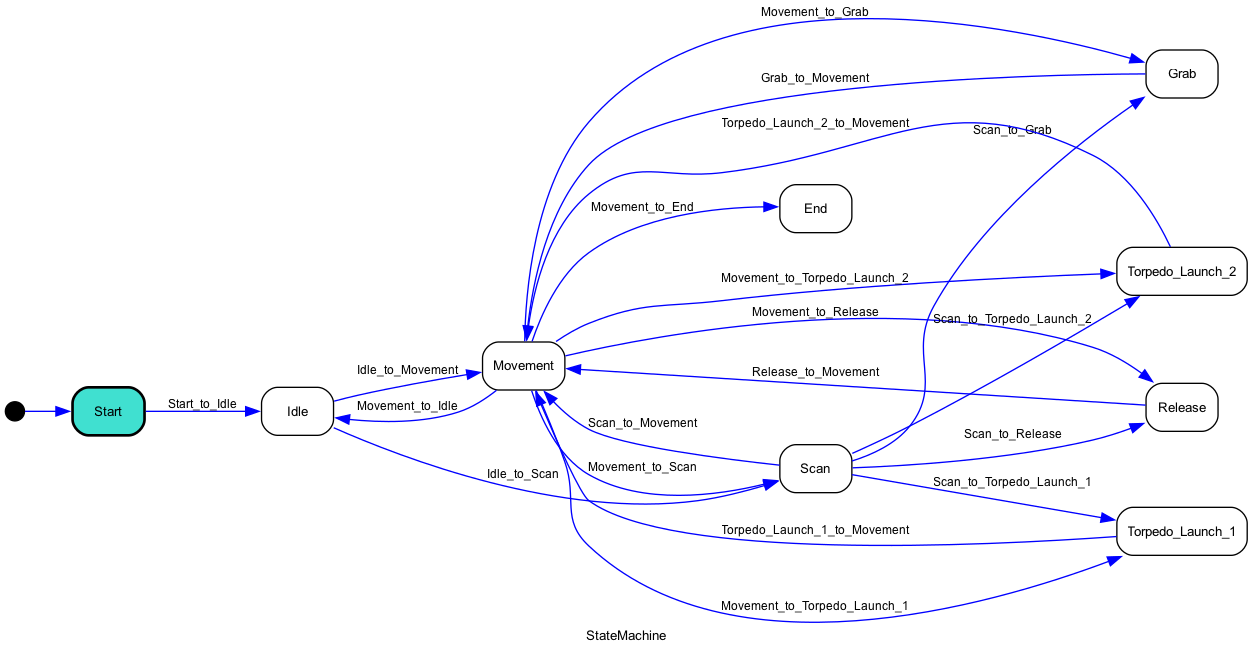 Movement_to_Grab
Grab
Grab_to_Movement
Torpedo_Launch_2_to_Movement
Scan_to_Grab
Movement_to_End
End
Torpedo_Launch_2
Movement_to_Torpedo_Launch_2
Movement_to_Release
Scan_to_Torpedo_Launch_2
Movement
Idle_to_Movement
Release_to_Movement
Start
Start_to_Idle
Idle
Movement_to_Idle
Release
Scan_to_Movement
Scan_to_Release
Movement_to_Scan
Scan
Idle_to_Scan
Scan_to_Torpedo_Launch_1
Torpedo_Launch_1_to_Movement
Torpedo_Launch_1
Movement_to_Torpedo_Launch_1
StateMachine